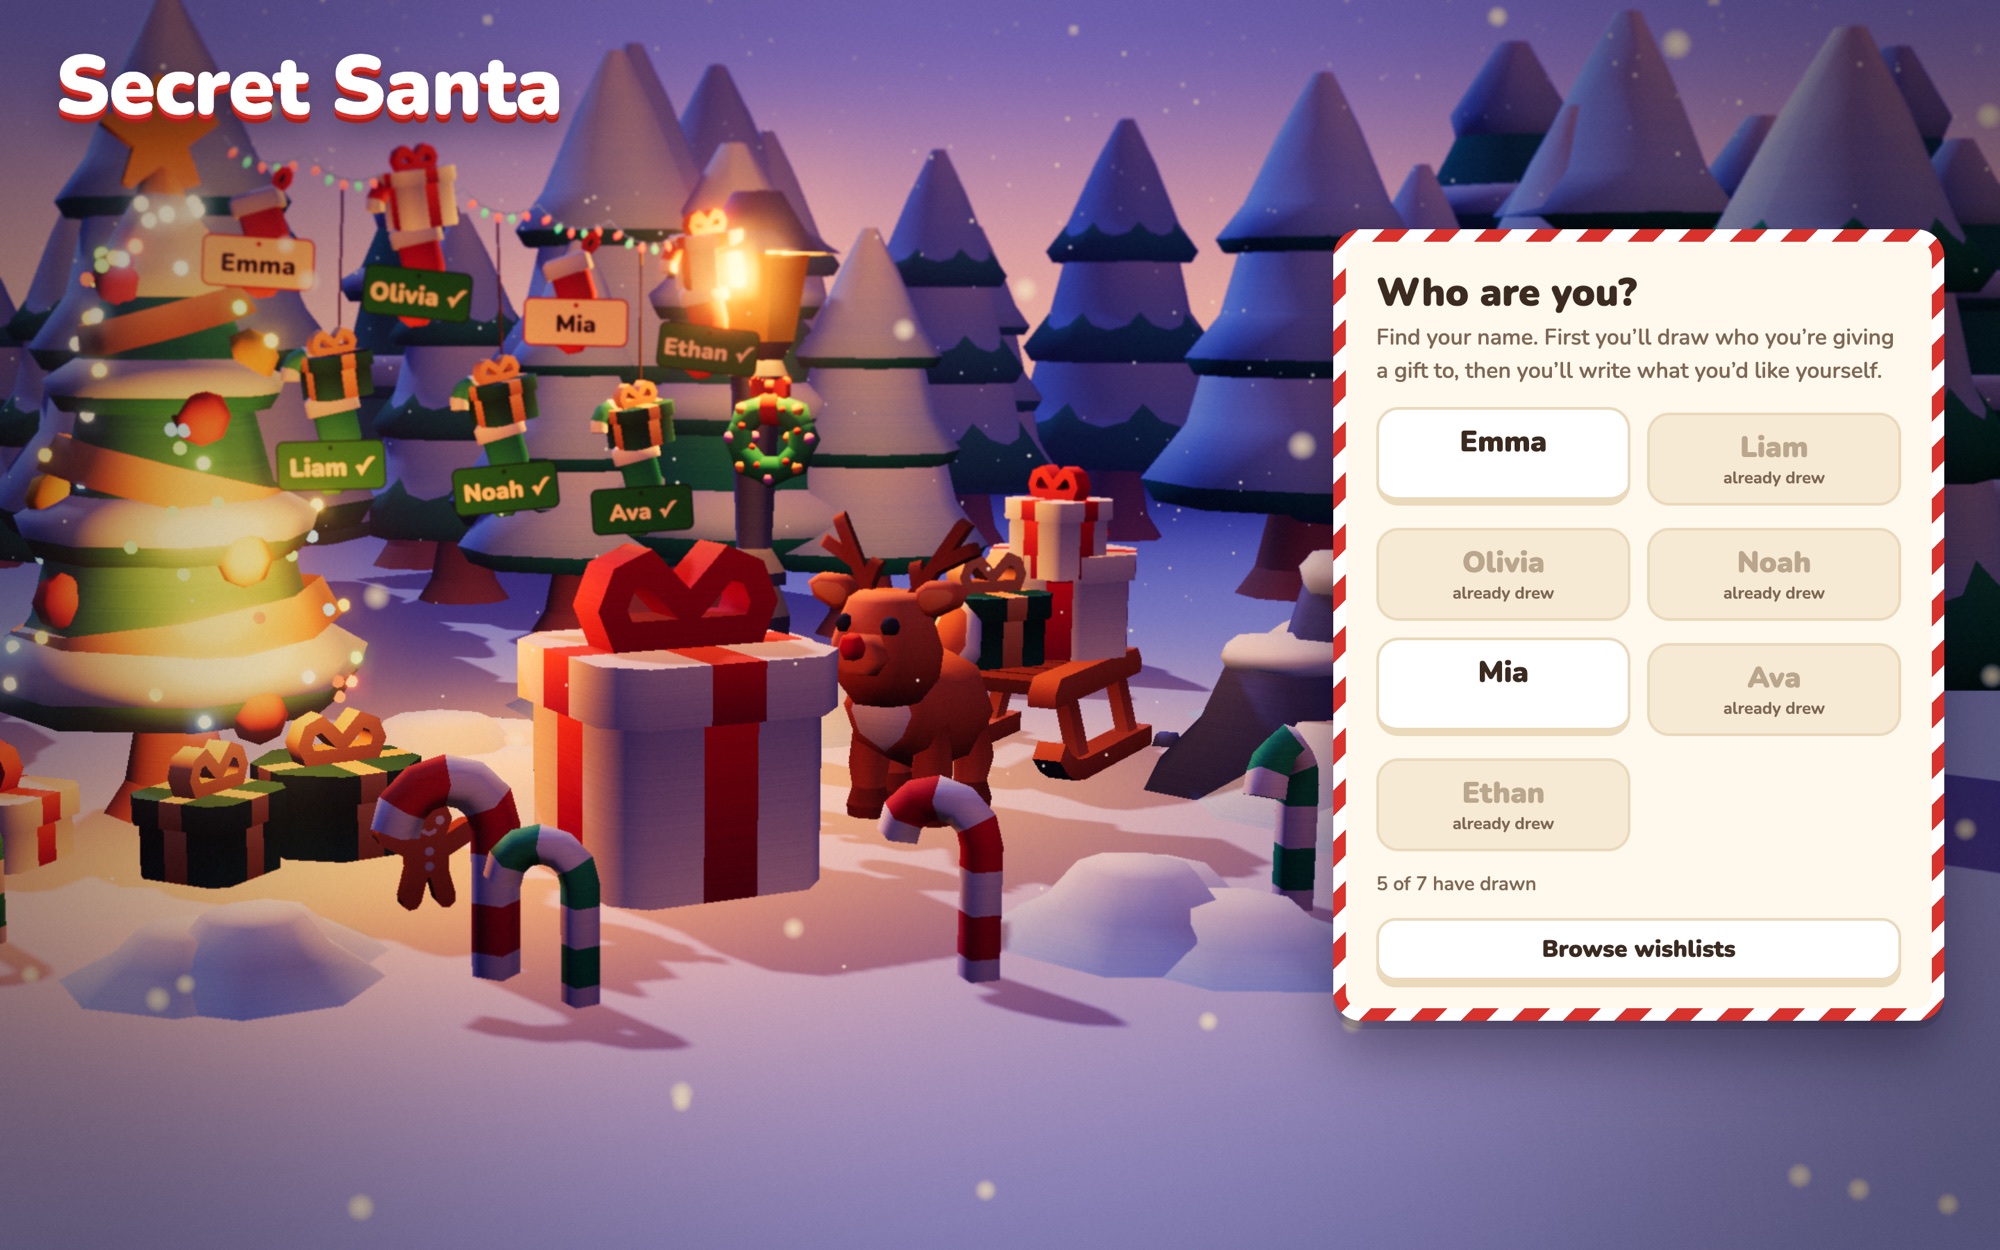 Secret Santa
Emma
Olivia ✓
Mia
Ethan ✓
Liam ✓
Noah ✓
Ava ✓
Who are you?
Find your name. First you’ll draw who you’re giving
a gift to, then you’ll write what you’d like yourself.
Emma
Liam
already drew
Olivia
already drew
Noah
already drew
Mia
Ava
already drew
Ethan
already drew
5 of 7 have drawn
Browse wishlists